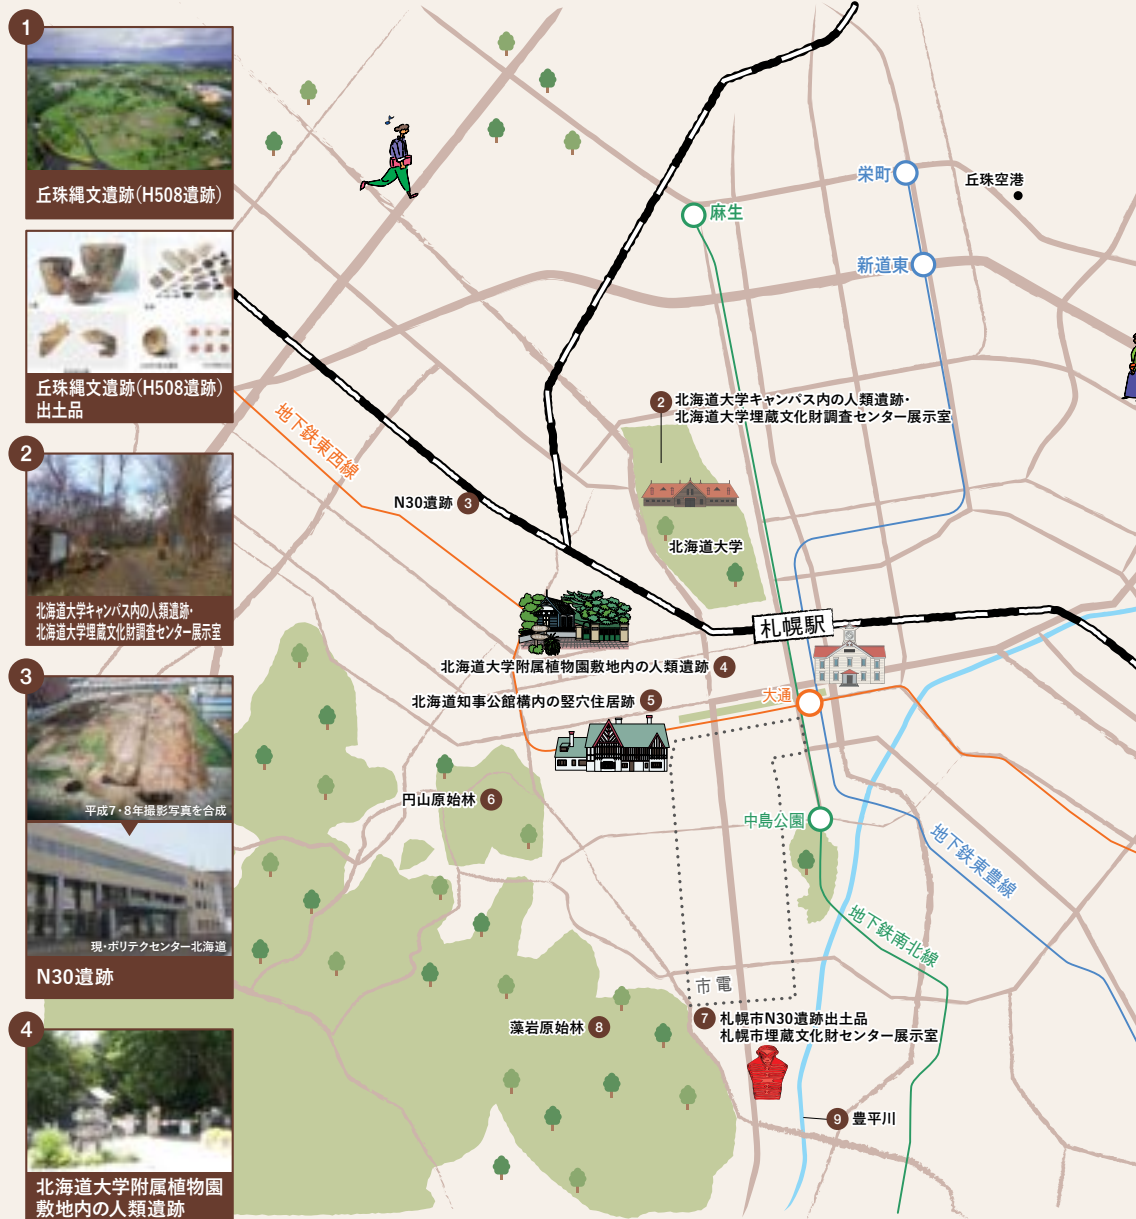 1
丘珠縄文遺跡(H508遺跡)
丘珠縄文遺跡(H508遺跡)
出土品
2
北海道大学キャンパス内の人類遺跡・
北海道大学埋蔵文化財調査センター展示室
3
平成7・8年撮影写真を合成
現・ポリテクセンター北海道
N30遺跡
4
北海道大学附属植物園
敷地内の人類遺跡
栄町
丘珠空港
麻生
新道東
2 北海道大学キャンパス内の人類遺跡・
北海道大学埋蔵文化財調査センター展示室
地下鉄東西線
N30遺跡 3
北海道大学
札幌駅
北海道大学附属植物園敷地内の人類遺跡 4
北海道知事公館構内の竪穴住居跡 5
大通
円山原始林 6
中島公園
地下鉄東豊線
地下鉄南北線
市電
藻岩原始林 8
7 札幌市N30遺跡出土品
札幌市埋蔵文化財センター展示室
9 豊平川